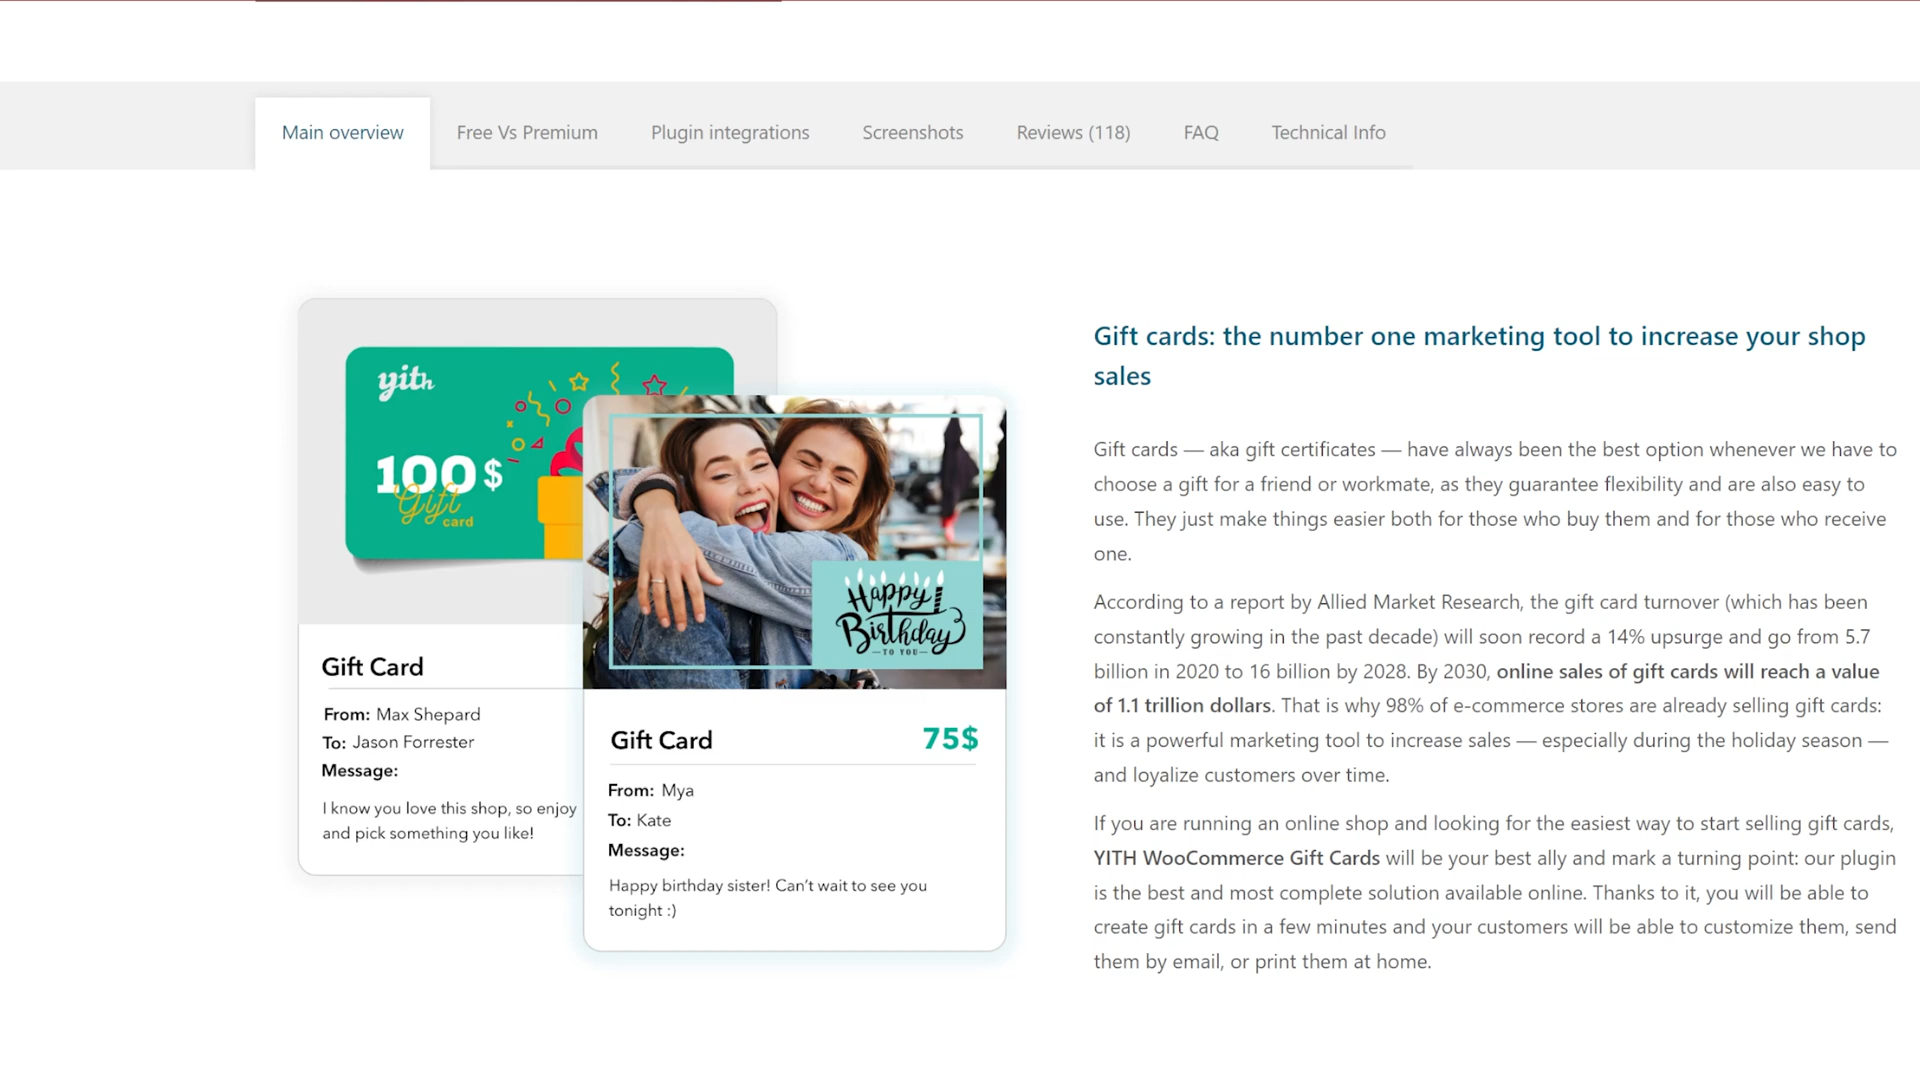 Main overview
Free Vs Premium
Plugin integrations
Screenshots
Reviews (118)
FAQ
Technical Info
yith
100$
Gift
card
Gift Card
From: Max Shepard
To: Jason Forrester
Message:
I know you love this shop, so enjoy
and pick something you like!
Happy
Birthday
TO YOU
Gift Card 75$
From: Mya
To: Kate
Message:
Happy birthday sister! Can't wait to see you
tonight :)
Gift cards: the number one marketing tool to increase your shop
sales
Gift cards — aka gift certificates — have always been the best option whenever we have to
choose a gift for a friend or workmate, as they guarantee flexibility and are also easy to
use. They just make things easier both for those who buy them and for those who receive
one.
According to a report by Allied Market Research, the gift card turnover (which has been
constantly growing in the past decade) will soon record a 14% upsurge and go from 5.7
billion in 2020 to 16 billion by 2028. By 2030, online sales of gift cards will reach a value
of 1.1 trillion dollars. That is why 98% of e-commerce stores are already selling gift cards:
it is a powerful marketing tool to increase sales — especially during the holiday season —
and loyalize customers over time.
If you are running an online shop and looking for the easiest way to start selling gift cards,
YITH WooCommerce Gift Cards will be your best ally and mark a turning point: our plugin
is the best and most complete solution available online. Thanks to it, you will be able to
create gift cards in a few minutes and your customers will be able to customize them, send
them by email, or print them at home.